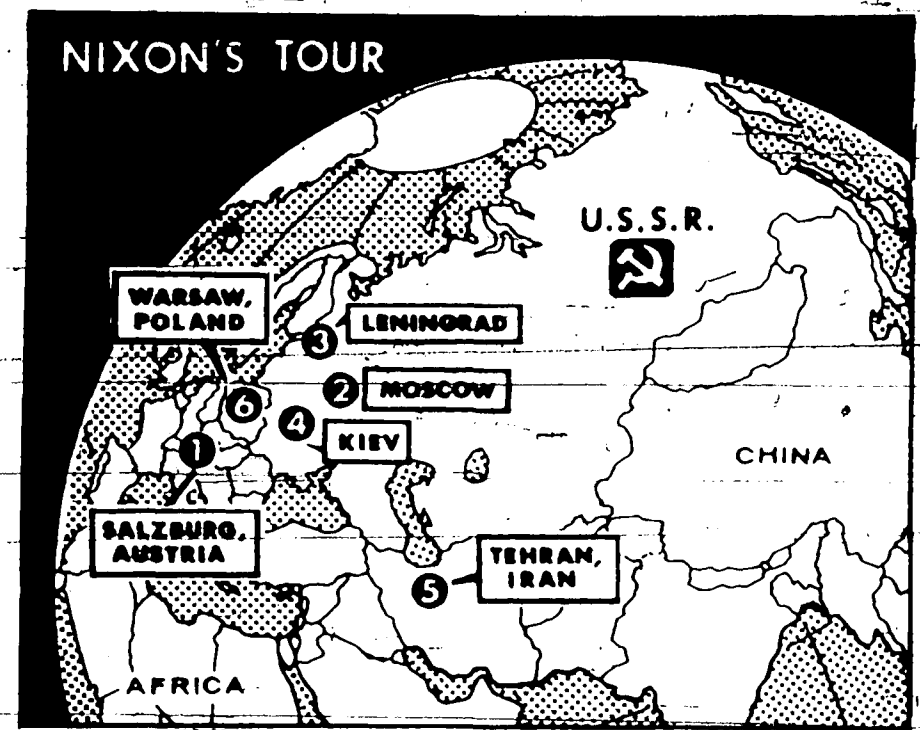 NIXON'S TOUR
U.S.S.R.
WARSAW,
POLAND
LENINGRAD
3
2
MOSCOW
6
4
KIEV
1
CHINA
SALZBURG,
AUSTRIA
TEHRAN,
IRAN
5
AFRICA